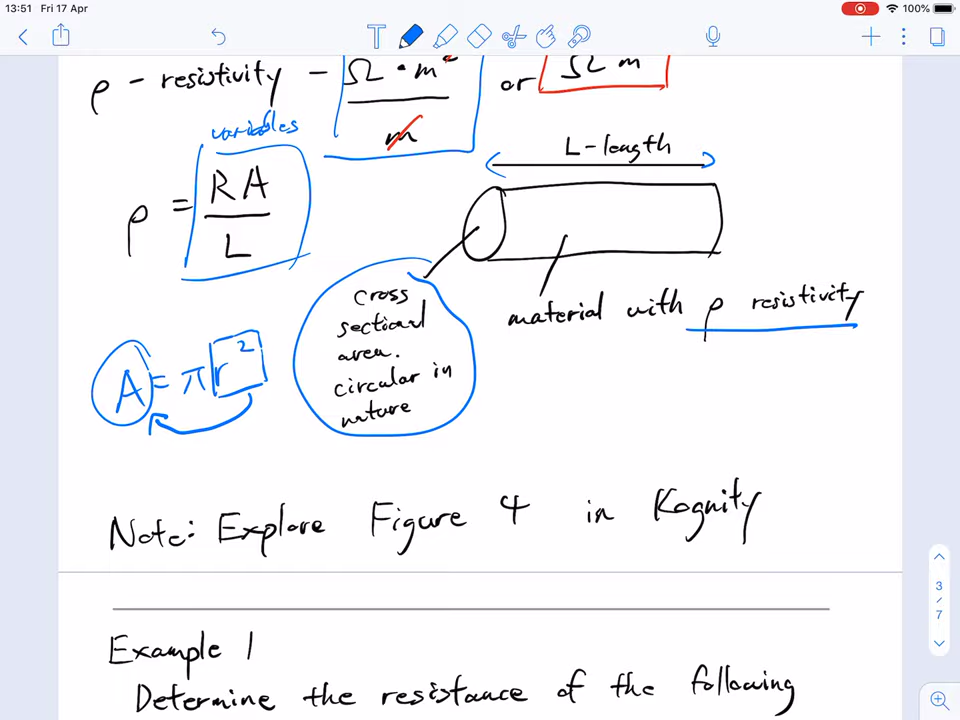 13:51 Fri 17 Apr
100%
ρ - resistivity - Ω • m² / m or Ω m
variables
ρ = RA / L
L - length
cross
sectional
area.
circular in
nature
material with ρ resistivity
A = πr²
Note: Explore Figure 4 in Kognity
3
/
7
Example 1
Determine the resistance of the following